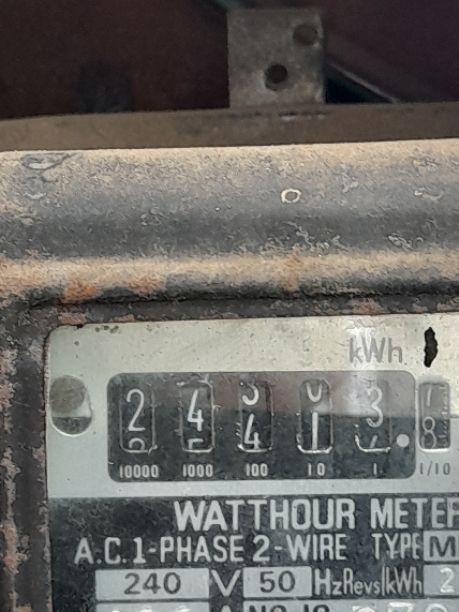 kWh
2 4 4 1 3 . 8
10000 1000 100 10 1 1/10
WATTHOUR METER
A.C. 1-PHASE 2-WIRE TYPE M
240 V 50 Hz Revs/kWh 2